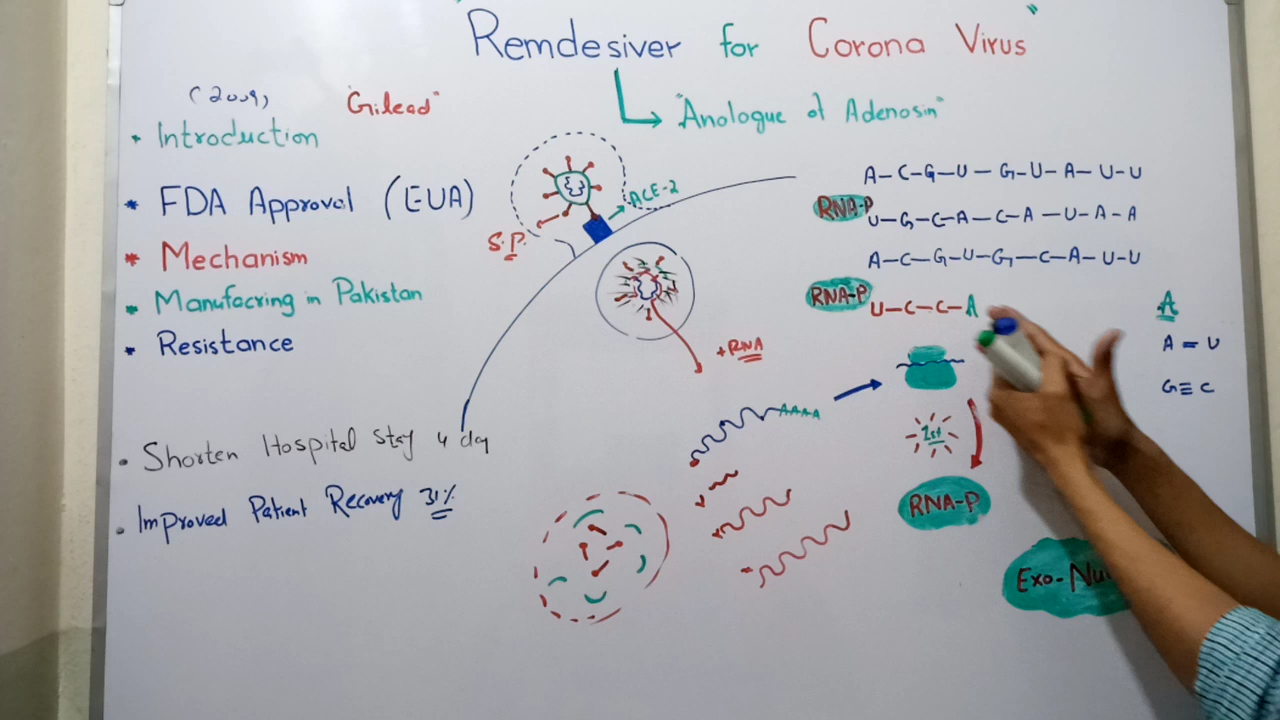 "Remdesiver for Corona Virus"
"Anologue of Adenosin"
(2009, "Gilead"
• Introduction
* FDA Approval (EUA)
* Mechanism
* Manufacring in Pakistan
• Resistance
• Shorten Hospital Stay 4 day
• Improved Patient Recovery 31%
ACE-2
S.P.
+RNA
AAAA
A-C-G-U-G-U-A-U-U
RNA-P
U-G-C-A-C-A-U-A-A
A-C-G-U-G-C-A-U-U
RNA-P
U-C-C-A
A
A=U
G≡C
1st
RNA-P